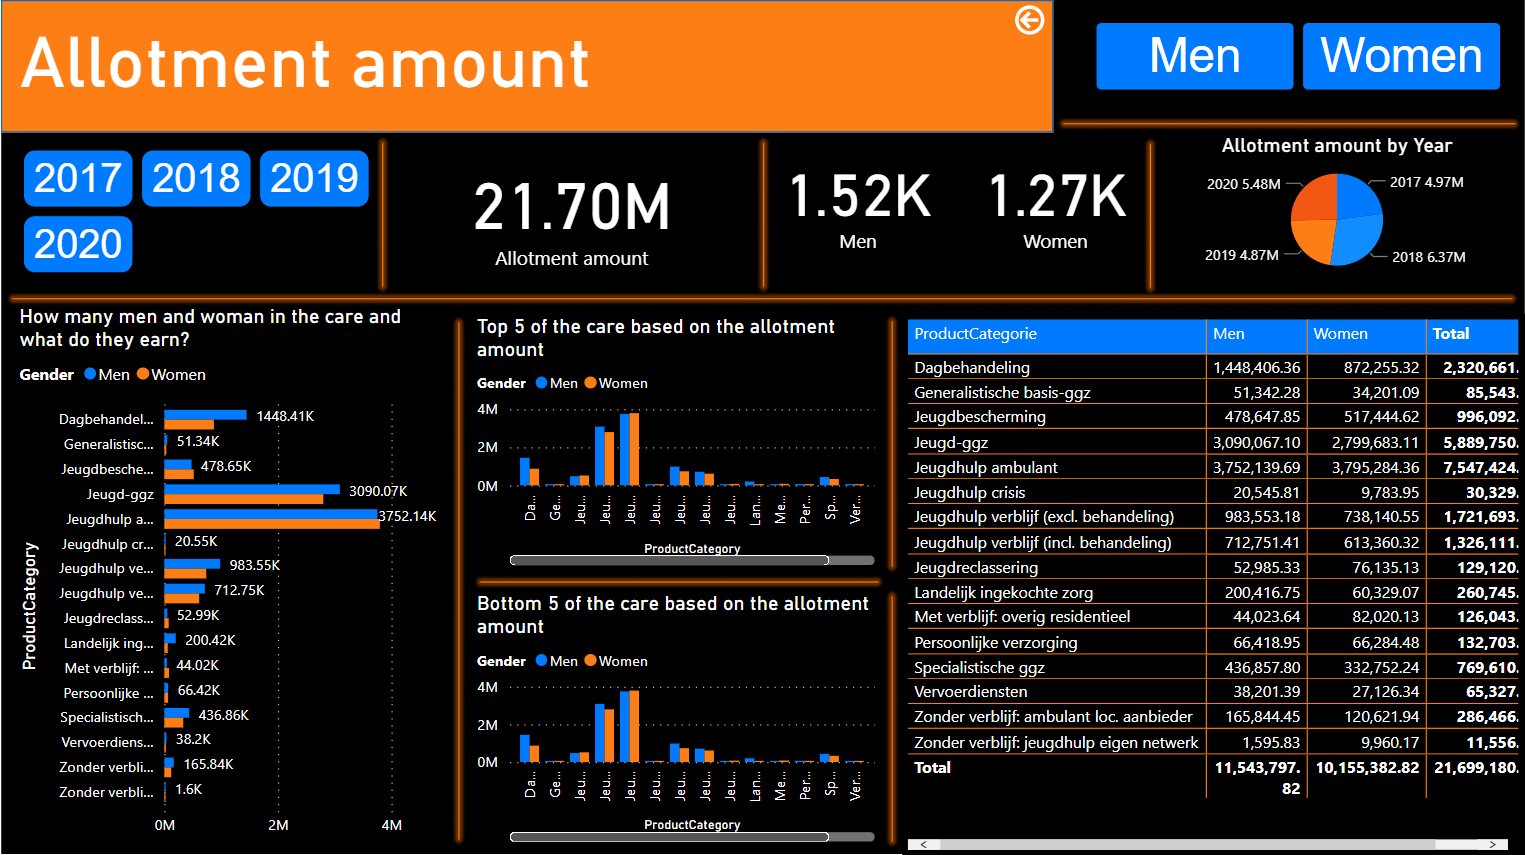 Allotment amount
Men Women
2017 2018 2019
2020
21.70M
Allotment amount
1.52K
Men
1.27K
Women
Allotment amount by Year
2020 5.48M
2017 4.97M
2019 4.87M
2018 6.37M
How many men and woman in the care and
what do they earn?
Gender Men Women
ProductCategory
Dagbehandel... 1448.41K
Generalistisc... 51.34K
Jeugdbesche... 478.65K
Jeugd-ggz 3090.07K
Jeugdhulp a... 3752.14K
Jeugdhulp cr... 20.55K
Jeugdhulp ve... 983.55K
Jeugdhulp ve... 712.75K
Jeugdreclass... 52.99K
Landelijk ing... 200.42K
Met verblijf: ... 44.02K
Persoonlijke ... 66.42K
Specialistisch... 436.86K
Vervoerdiens... 38.2K
Zonder verbli... 165.84K
Zonder verbli... 1.6K
0M 2M 4M
Top 5 of the care based on the allotment
amount
Gender Men Women
4M
2M
0M
Da... Ge... Jeu... Jeu... Jeu... Jeu... Jeu... Jeu... Jeu... Lan... Me... Per... Sp... Ver...
ProductCategory
Bottom 5 of the care based on the allotment
amount
Gender Men Women
4M
2M
0M
Da... Ge... Jeu... Jeu... Jeu... Jeu... Jeu... Jeu... Jeu... Lan... Me... Per... Sp... Ver...
ProductCategory
ProductCategorie Men Women Total
Dagbehandeling 1,448,406.36 872,255.32 2,320,661.
Generalistische basis-ggz 51,342.28 34,201.09 85,543.
Jeugdbescherming 478,647.85 517,444.62 996,092.
Jeugd-ggz 3,090,067.10 2,799,683.11 5,889,750.
Jeugdhulp ambulant 3,752,139.69 3,795,284.36 7,547,424.
Jeugdhulp crisis 20,545.81 9,783.95 30,329.
Jeugdhulp verblijf (excl. behandeling) 983,553.18 738,140.55 1,721,693.
Jeugdhulp verblijf (incl. behandeling) 712,751.41 613,360.32 1,326,111.
Jeugdreclassering 52,985.33 76,135.13 129,120.
Landelijk ingekochte zorg 200,416.75 60,329.07 260,745.
Met verblijf: overig residentieel 44,023.64 82,020.13 126,043.
Persoonlijke verzorging 66,418.95 66,284.48 132,703.
Specialistische ggz 436,857.80 332,752.24 769,610.
Vervoerdiensten 38,201.39 27,126.34 65,327.
Zonder verblijf: ambulant loc. aanbieder 165,844.45 120,621.94 286,466.
Zonder verblijf: jeugdhulp eigen netwerk 1,595.83 9,960.17 11,556.
Total 11,543,797. 10,155,382.82 21,699,180.
82